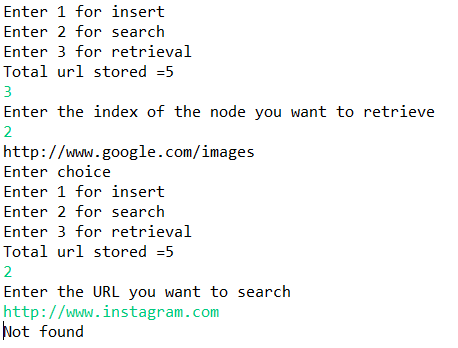 Enter 1 for insert
Enter 2 for search
Enter 3 for retrieval
Total url stored =5
3
Enter the index of the node you want to retrieve
2
http://www.google.com/images
Enter choice
Enter 1 for insert
Enter 2 for search
Enter 3 for retrieval
Total url stored =5
2
Enter the URL you want to search
http://www.instagram.com
Not found